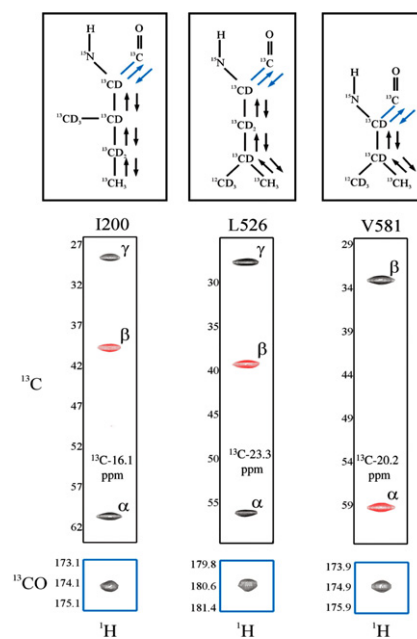 H O
¹⁵N ¹³C
¹³CD
¹³CD₃ ¹³CD
¹³CD₂
¹³CH₃
H O
¹⁵N ¹³C
¹³CD
¹³CD₂
¹³CD
¹²CD₃ ¹³CH₃
H O
¹⁵N ¹³C
¹³CD
¹³CD
¹²CD₃ ¹³CH₃
I200
27
32
37
42
47
52
57
62
γ
β
¹³C-16.1
ppm
α
L526
30
35
40
45
50
55
γ
β
¹³C-23.3
ppm
α
V581
29
34
39
44
49
54
59
β
¹³C-20.2
ppm
α
¹³C
¹³CO
173.1
174.1
175.1
179.8
180.6
181.4
173.9
174.9
175.9
¹H ¹H ¹H